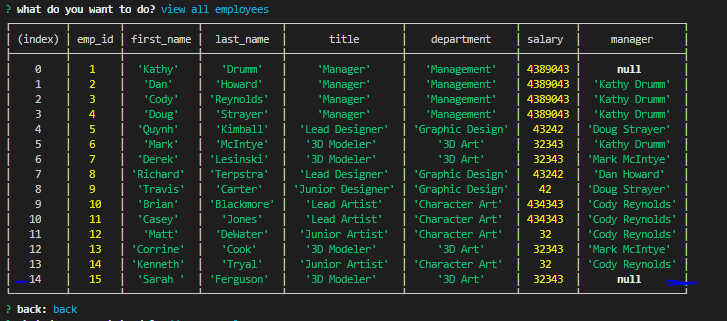 ? what do you want to do? view all employees
(index) emp_id first_name last_name title department salary manager
0 1 'Kathy' 'Drumm' 'Manager' 'Management' 4389043 null
1 2 'Dan' 'Howard' 'Manager' 'Management' 4389043 'Kathy Drumm'
2 3 'Cody' 'Reynolds' 'Manager' 'Management' 4389043 'Kathy Drumm'
3 4 'Doug' 'Strayer' 'Manager' 'Management' 4389043 'Kathy Drumm'
4 5 'Quynh' 'Kimball' 'Lead Designer' 'Graphic Design' 43242 'Doug Strayer'
5 6 'Mark' 'McIntye' '3D Modeler' '3D Art' 32343 'Kathy Drumm'
6 7 'Derek' 'Lesinski' '3D Modeler' '3D Art' 32343 'Mark McIntye'
7 8 'Richard' 'Terpstra' 'Lead Designer' 'Graphic Design' 43242 'Dan Howard'
8 9 'Travis' 'Carter' 'Junior Designer' 'Graphic Design' 42 'Doug Strayer'
9 10 'Brian' 'Blackmore' 'Lead Artist' 'Character Art' 434343 'Cody Reynolds'
10 11 'Casey' 'Jones' 'Lead Artist' 'Character Art' 434343 'Cody Reynolds'
11 12 'Matt' 'DeWater' 'Junior Artist' 'Character Art' 32 'Cody Reynolds'
12 13 'Corrine' 'Cook' '3D Modeler' '3D Art' 32343 'Mark McIntye'
13 14 'Kenneth' 'Tryal' 'Junior Artist' 'Character Art' 32 'Cody Reynolds'
14 15 'Sarah ' 'Ferguson' '3D Modeler' '3D Art' 32343 null
? back: back